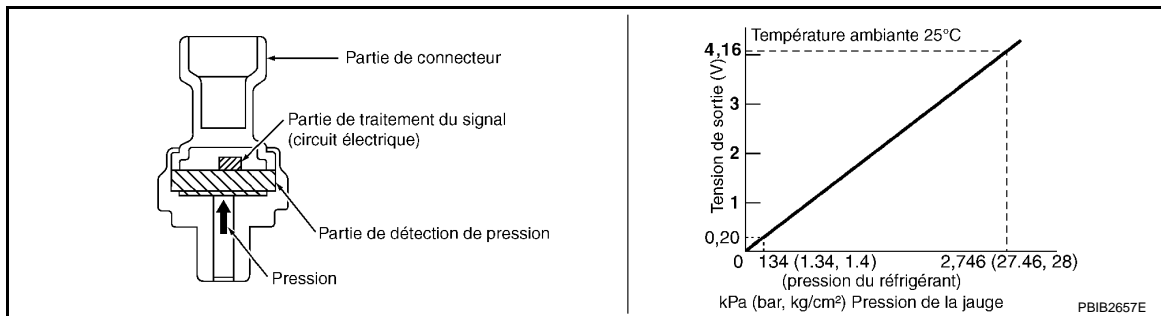 Partie de connecteur
Partie de traitement du signal
(circuit électrique)
Partie de détection de pression
Pression
Température ambiante 25°C
Tension de sortie (V)
4,16
3
2
1
0,20
0
134 (1.34, 1.4)
2,746 (27.46, 28)
(pression du réfrigérant)
kPa (bar, kg/cm²) Pression de la jauge
PBIB2657E